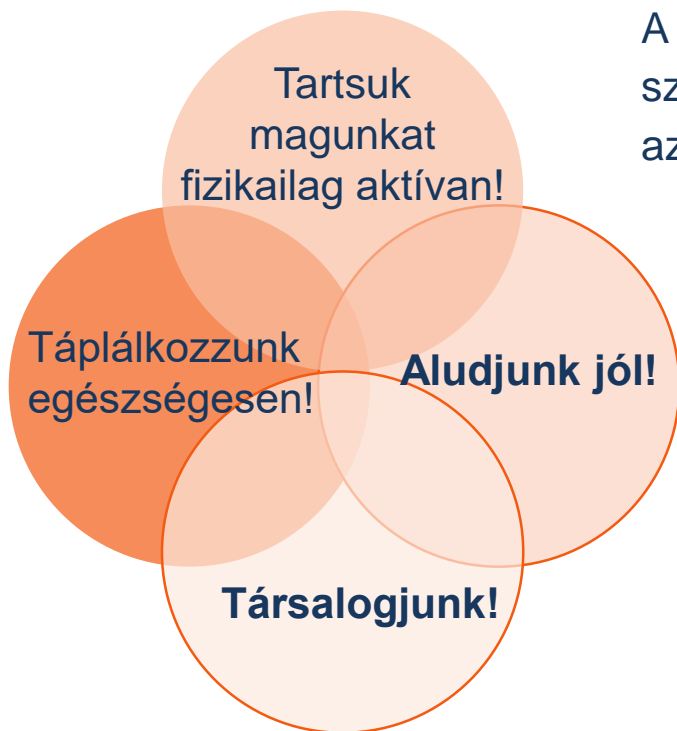 A
sz
az
Tartsuk
magunkat
fizikailag aktívan!
Táplálkozzunk
egészségesen!
Aludjunk jól!
Társalogjunk!